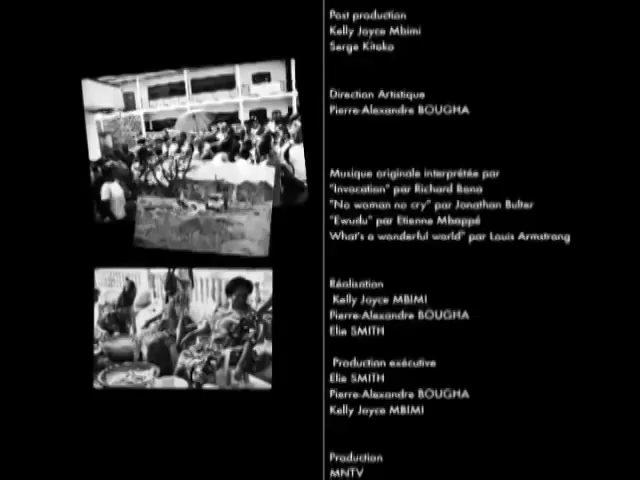 Post production
Kelly Joyce Mbimi
Serge Kitoko
Direction Artistique
Pierre-Alexandre BOUGHA
Musique originale interprétée par
"Invocation" par Richard Bona
"No woman no cry" par Jonathan Bulter
"Ewudu" par Etienne Mbappé
What's a wonderful world" par Louis Armstrong
Réalisation
Kelly Joyce MBIMI
Pierre-Alexandre BOUGHA
Elie SMITH
Production exécutive
Elie SMITH
Pierre-Alexandre BOUGHA
Kelly Joyce MBIMI
Production
MNTV